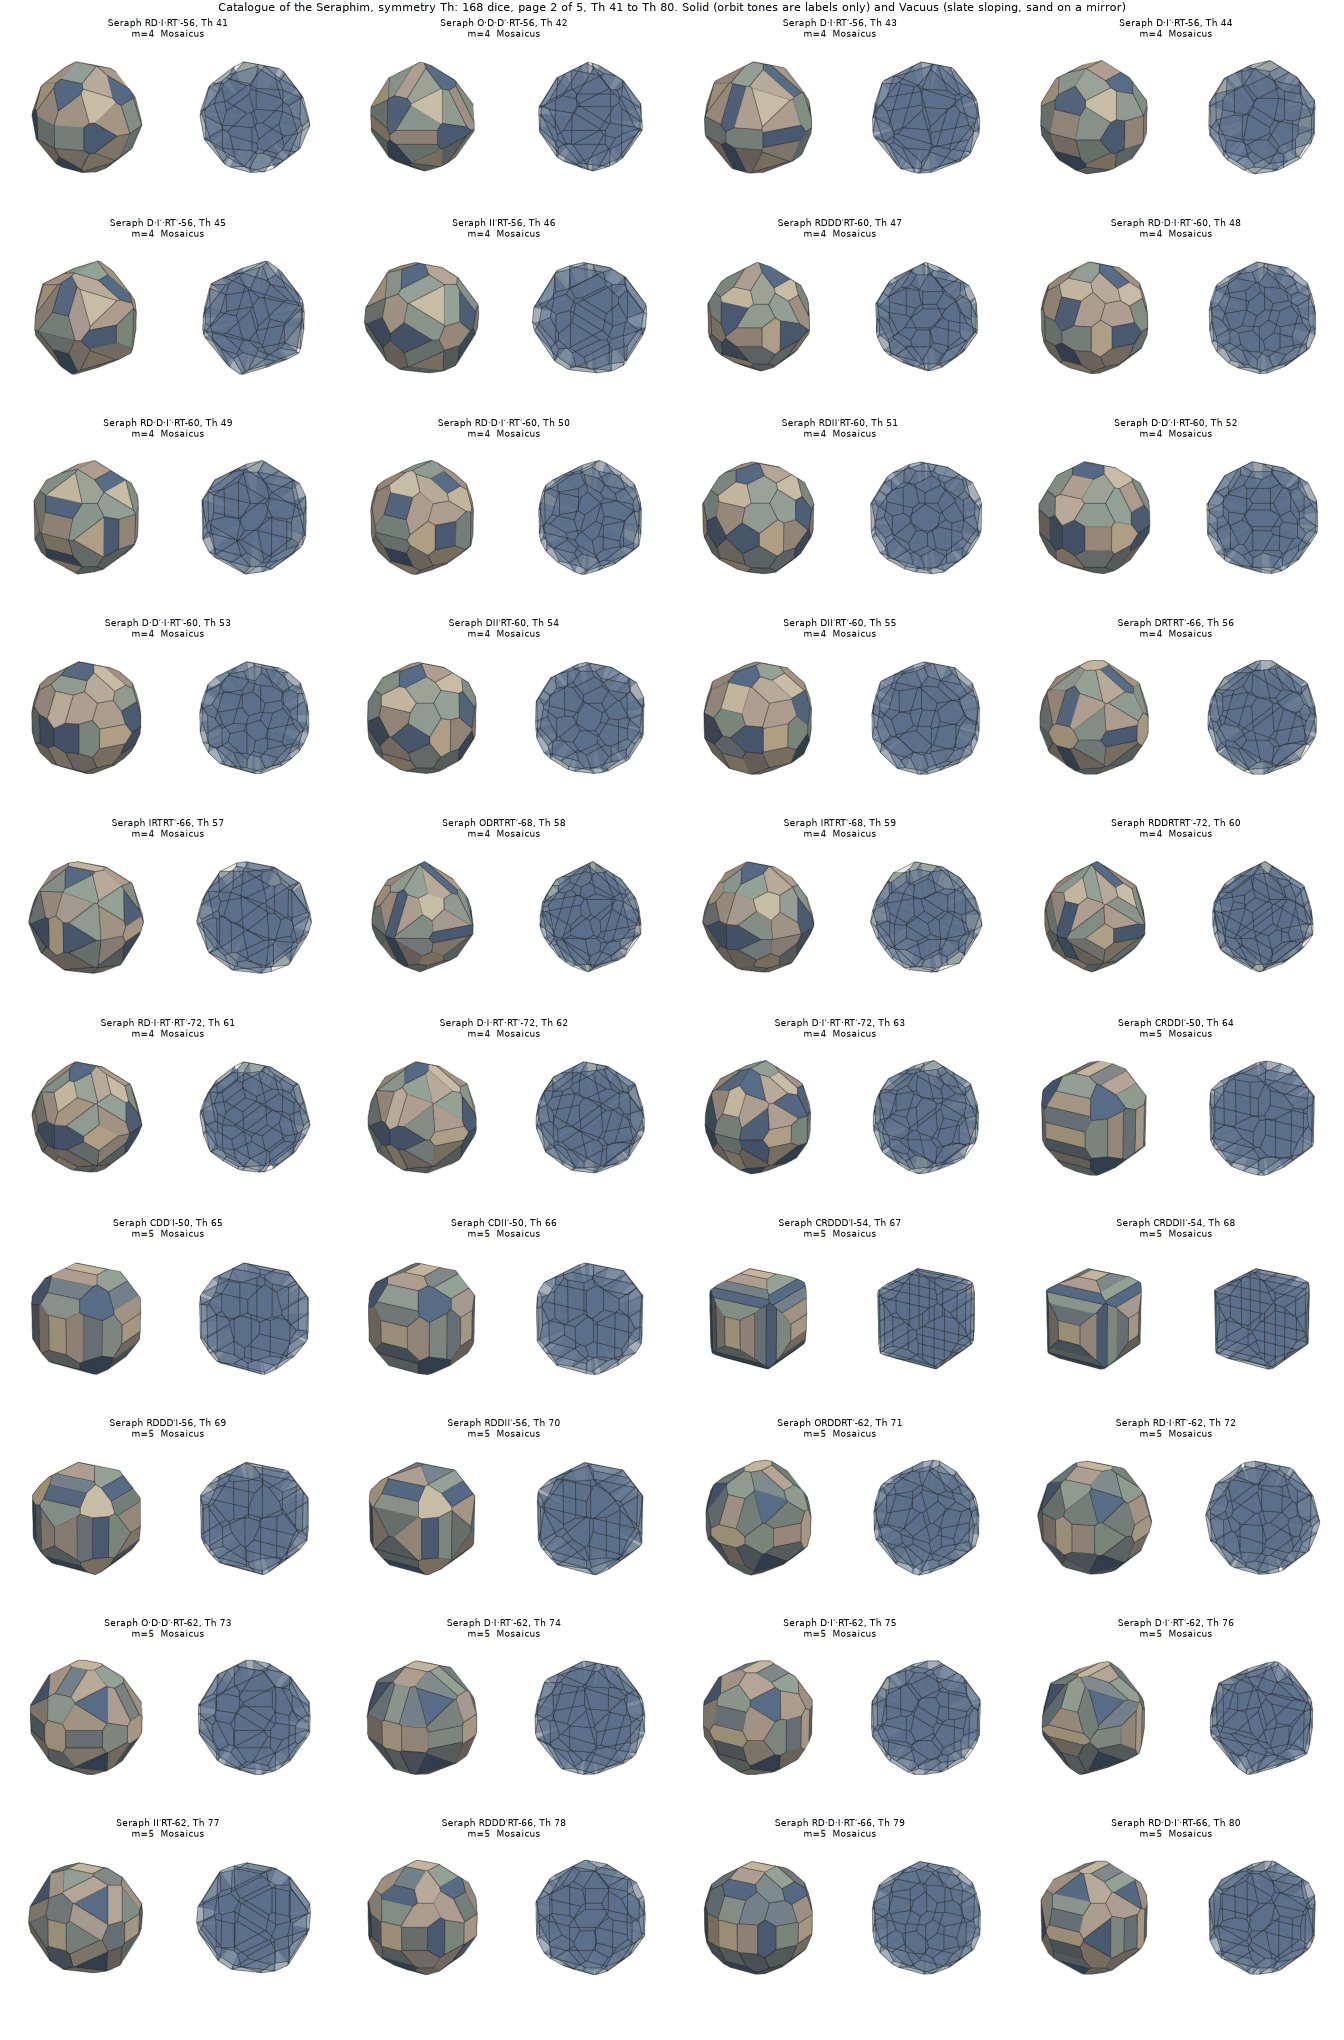 Catalogue of the Seraphim, symmetry Th: 168 dice, page 2 of 5, Th 41 to Th 80. Solid (orbit tones are labels only) and Vacuus (slate sloping, sand on a mirror)
Seraph RD·I·RT′-56, Th 41
m=4 Mosaicus
Seraph O·D·D′·RT-56, Th 42
m=4 Mosaicus
Seraph D·I·RT′-56, Th 43
m=4 Mosaicus
Seraph D·I′·RT-56, Th 44
m=4 Mosaicus
Seraph D·I′·RT′-56, Th 45
m=4 Mosaicus
Seraph II′RT-56, Th 46
m=4 Mosaicus
Seraph RDDD′RT-60, Th 47
m=4 Mosaicus
Seraph RD·D·I·RT′-60, Th 48
m=4 Mosaicus
Seraph RD·D·I′·RT-60, Th 49
m=4 Mosaicus
Seraph RD·D·I′·RT′-60, Th 50
m=4 Mosaicus
Seraph RDII′RT-60, Th 51
m=4 Mosaicus
Seraph D·D′·I·RT-60, Th 52
m=4 Mosaicus
Seraph D·D′·I·RT′-60, Th 53
m=4 Mosaicus
Seraph DII′RT-60, Th 54
m=4 Mosaicus
Seraph DII′RT′-60, Th 55
m=4 Mosaicus
Seraph DRTRT′-66, Th 56
m=4 Mosaicus
Seraph IRTRT′-66, Th 57
m=4 Mosaicus
Seraph ODRTRT′-68, Th 58
m=4 Mosaicus
Seraph IRTRT′-68, Th 59
m=4 Mosaicus
Seraph RDDRTRT′-72, Th 60
m=4 Mosaicus
Seraph RD·I·RT·RT′-72, Th 61
m=4 Mosaicus
Seraph D·I·RT·RT′-72, Th 62
m=4 Mosaicus
Seraph D·I′·RT·RT′-72, Th 63
m=4 Mosaicus
Seraph CRDDI′-50, Th 64
m=5 Mosaicus
Seraph CDD′I-50, Th 65
m=5 Mosaicus
Seraph CDII′-50, Th 66
m=5 Mosaicus
Seraph CRDDD′I-54, Th 67
m=5 Mosaicus
Seraph CRDDII′-54, Th 68
m=5 Mosaicus
Seraph RDDD′I-56, Th 69
m=5 Mosaicus
Seraph RDDII′-56, Th 70
m=5 Mosaicus
Seraph ORDDRT′-62, Th 71
m=5 Mosaicus
Seraph RD·I·RT′-62, Th 72
m=5 Mosaicus
Seraph O·D·D′·RT-62, Th 73
m=5 Mosaicus
Seraph D·I·RT′-62, Th 74
m=5 Mosaicus
Seraph D·I′·RT-62, Th 75
m=5 Mosaicus
Seraph D·I′·RT′-62, Th 76
m=5 Mosaicus
Seraph II′RT-62, Th 77
m=5 Mosaicus
Seraph RDDD′RT-66, Th 78
m=5 Mosaicus
Seraph RD·D·I·RT′-66, Th 79
m=5 Mosaicus
Seraph RD·D·I′·RT-66, Th 80
m=5 Mosaicus